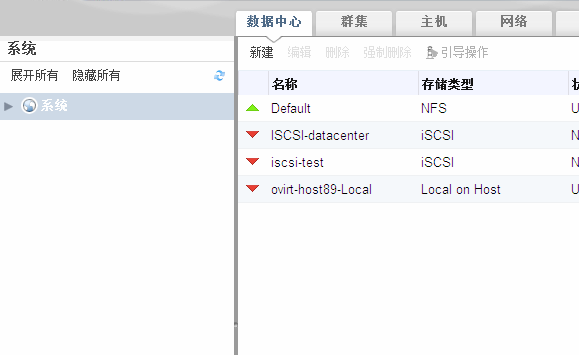 数据中心 群集 主机 网络
系统
展开所有 隐藏所有
系统
新建 编辑 删除 强制删除 引导操作
名称 存储类型
Default NFS U
ISCSI-datacenter iSCSI N
iscsi-test iSCSI N
ovirt-host89-Local Local on Host U